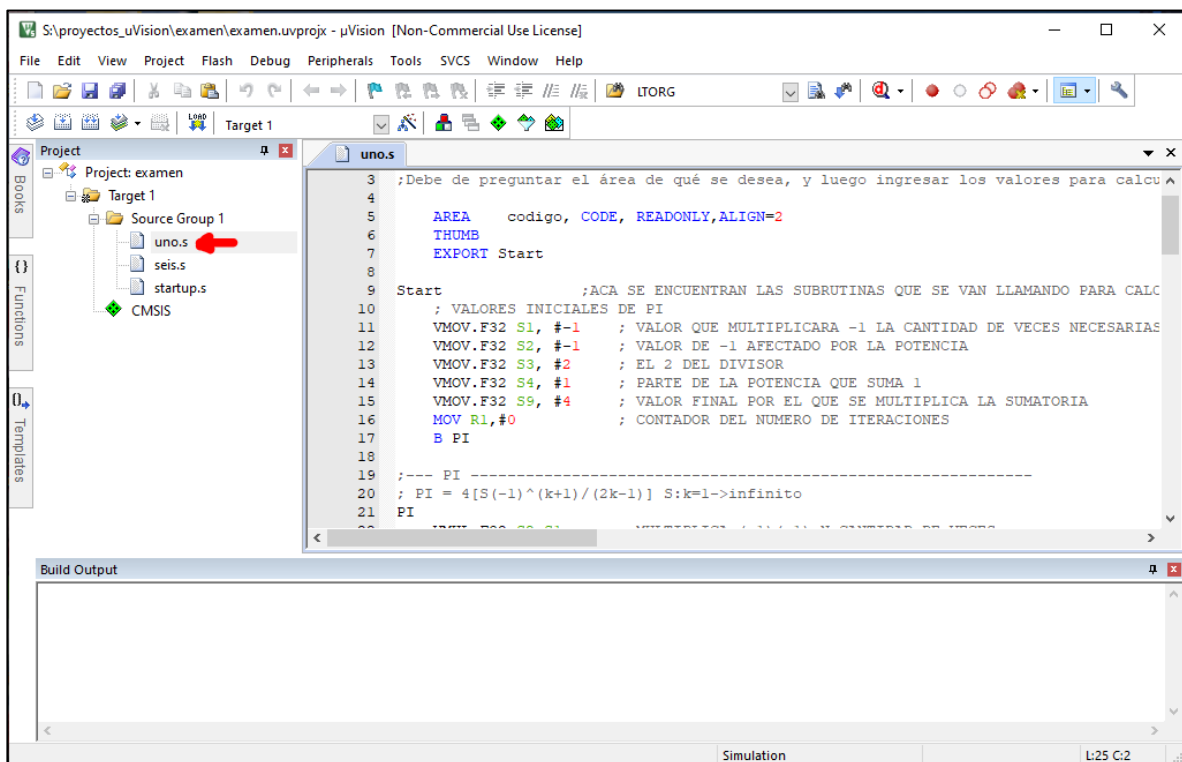 S:\proyectos_uVision\examen\examen.uvprojx - µVision [Non-Commercial Use License]
File Edit View Project Flash Debug Peripherals Tools SVCS Window Help
LTORG
LOAD
Target 1
Project
uno.s
Books
Functions
Templates
Project: examen
Target 1
Source Group 1
uno.s
seis.s
startup.s
CMSIS
3 ;Debe de preguntar el área de qué se desea, y luego ingresar los valores para calcu
4
5 AREA codigo, CODE, READONLY,ALIGN=2
6 THUMB
7 EXPORT Start
8
9 Start ;ACA SE ENCUENTRAN LAS SUBRUTINAS QUE SE VAN LLAMANDO PARA CALC
10 ; VALORES INICIALES DE PI
11 VMOV.F32 S1, #-1 ; VALOR QUE MULTIPLICARA -1 LA CANTIDAD DE VECES NECESARIAS
12 VMOV.F32 S2, #-1 ; VALOR DE -1 AFECTADO POR LA POTENCIA
13 VMOV.F32 S3, #2 ; EL 2 DEL DIVISOR
14 VMOV.F32 S4, #1 ; PARTE DE LA POTENCIA QUE SUMA 1
15 VMOV.F32 S9, #4 ; VALOR FINAL POR EL QUE SE MULTIPLICA LA SUMATORIA
16 MOV R1,#0 ; CONTADOR DEL NUMERO DE ITERACIONES
17 B PI
18
19 ;--- PI -------------------------------------------------------------
20 ; PI = 4[S(-1)^(k+1)/(2k-1)] S:k=1->infinito
21 PI
Build Output
Simulation
L:25 C:2